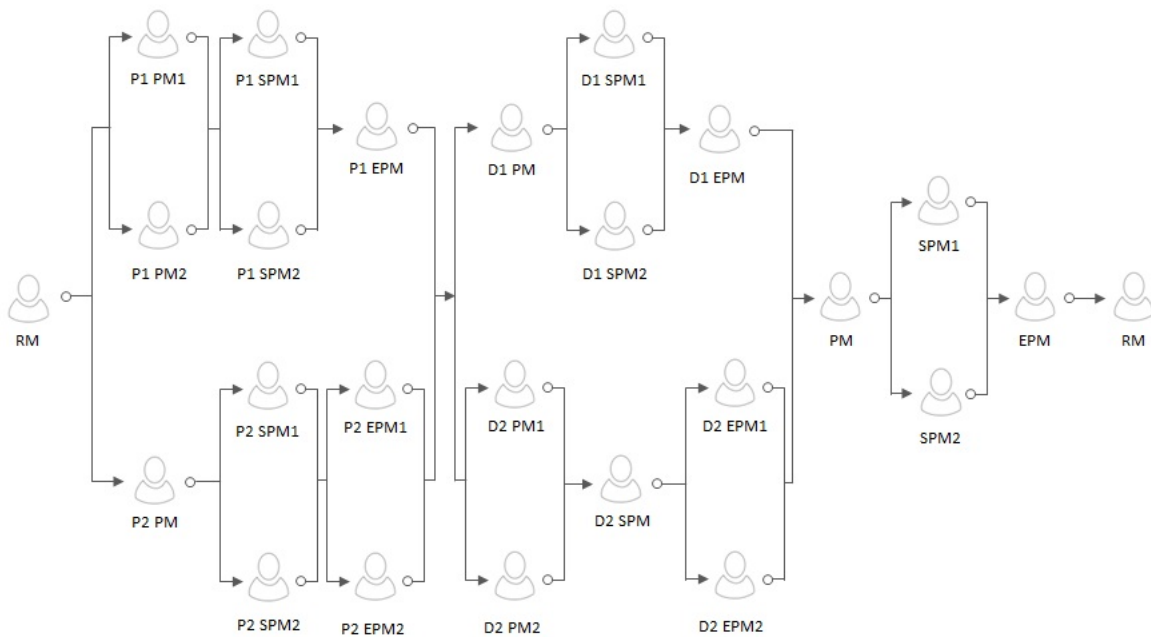 P1 PM1
P1 SPM1
D1 SPM1
P1 EPM
D1 PM
D1 EPM
P1 PM2
P1 SPM2
D1 SPM2
SPM1
RM
PM
EPM
RM
P2 SPM1
P2 EPM1
D2 PM1
D2 EPM1
SPM2
P2 PM
D2 SPM
P2 SPM2
P2 EPM2
D2 PM2
D2 EPM2